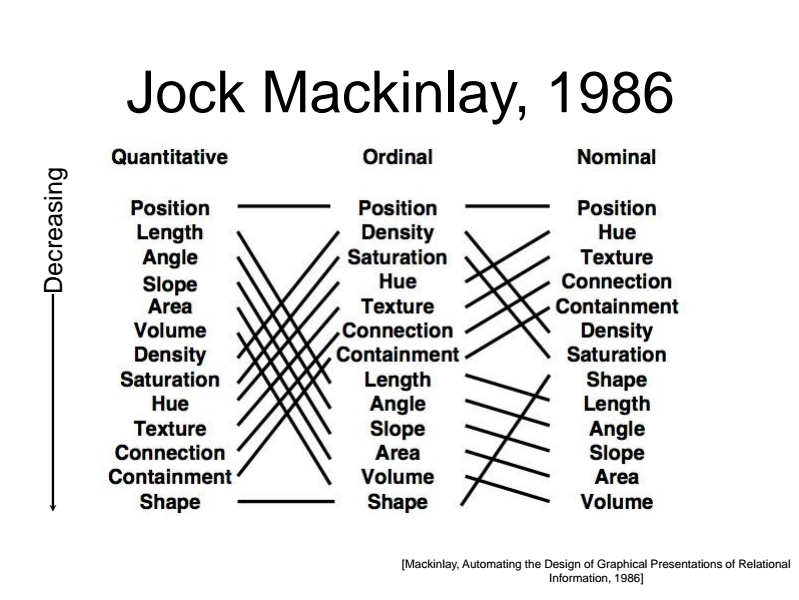 Jock Mackinlay, 1986
Decreasing
Quantitative Ordinal Nominal
Position Position Position
Length Density Hue
Angle Saturation Texture
Slope Hue Connection
Area Texture Containment
Volume Connection Density
Density Containment Saturation
Saturation Length Shape
Hue Angle Length
Texture Slope Angle
Connection Area Slope
Containment Volume Area
Shape Shape Volume
[Mackinlay, Automating the Design of Graphical Presentations of Relational
Information, 1986]